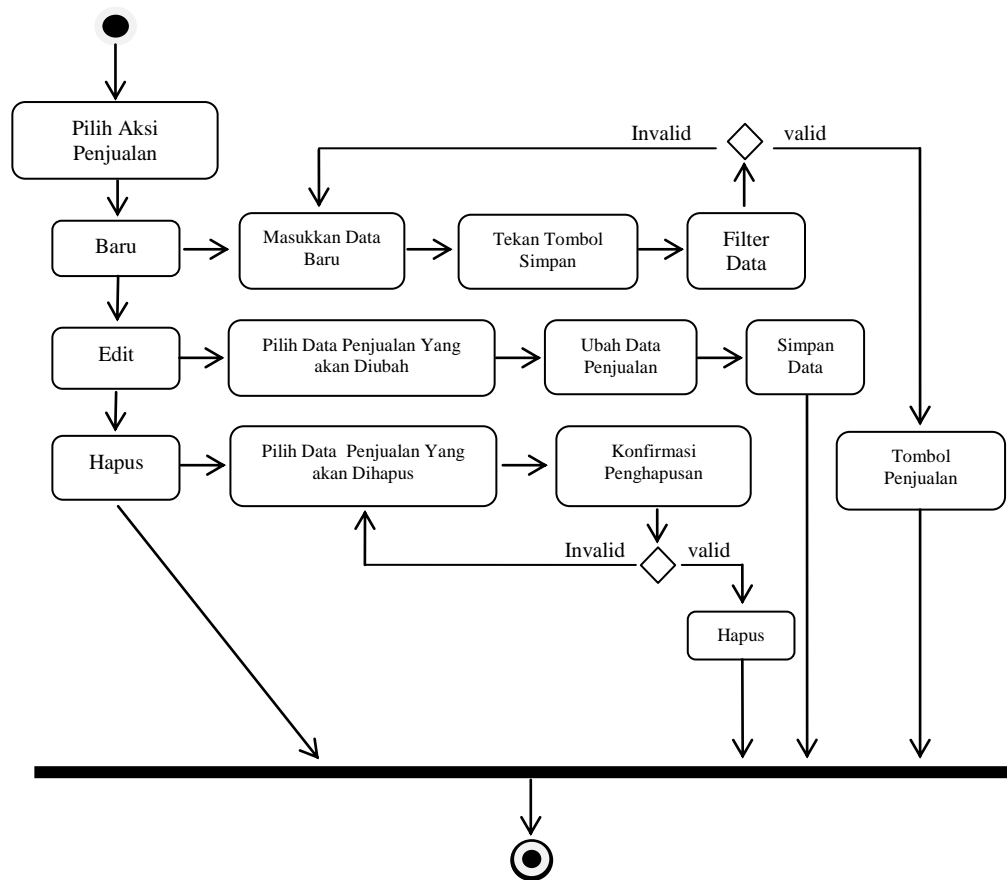 Pilih Aksi
Penjualan
Invalid
valid
Baru
Masukkan Data
Baru
Tekan Tombol
Simpan
Filter
Data
Edit
Pilih Data Penjualan Yang
akan Diubah
Ubah Data
Penjualan
Simpan
Data
Hapus
Pilih Data Penjualan Yang
akan Dihapus
Konfirmasi
Penghapusan
Tombol
Penjualan
Invalid
valid
Hapus